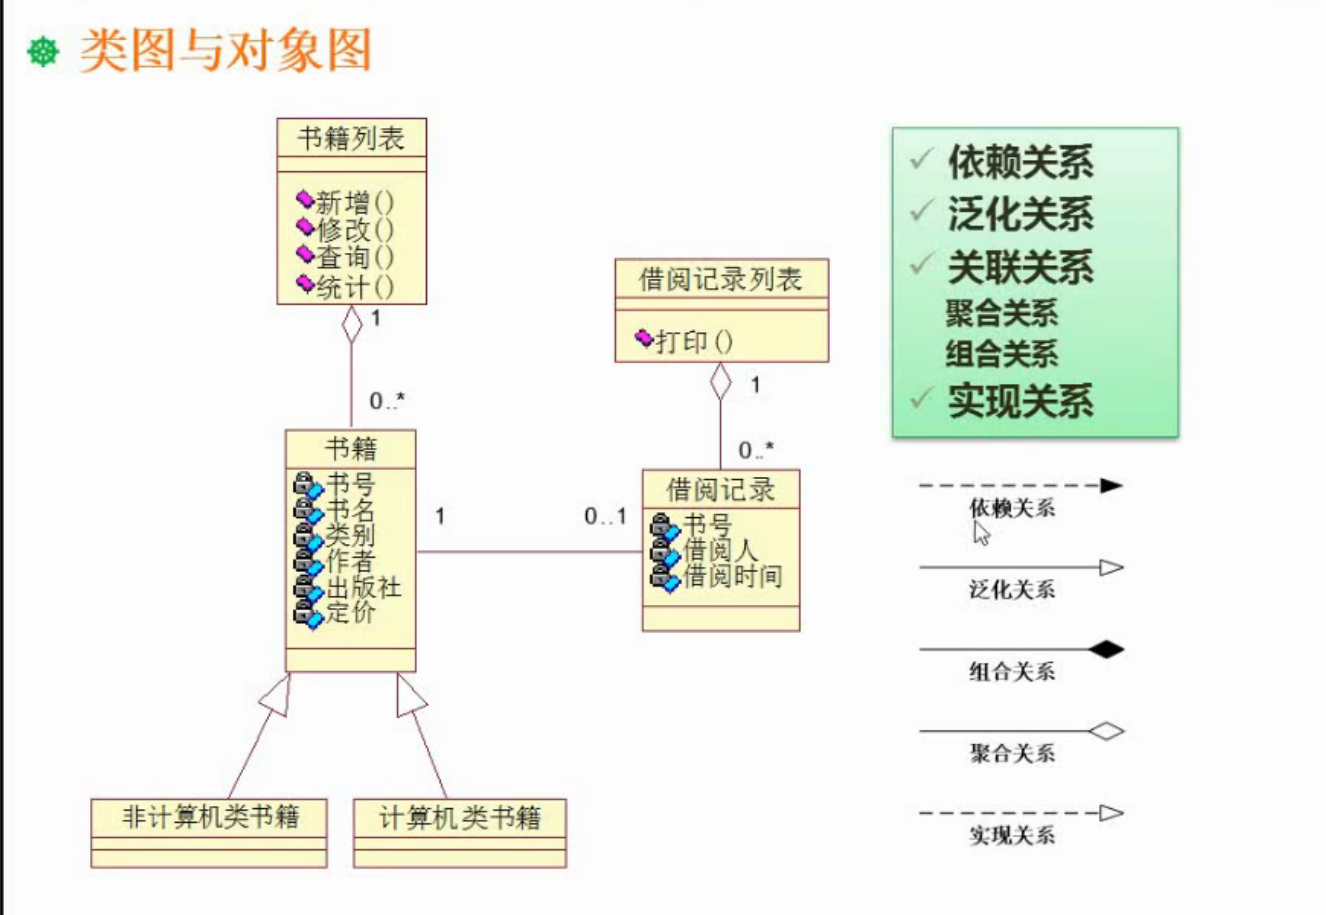 类图与对象图
书籍列表
新增()
修改()
查询()
统计()
1
0..*
书籍
书号
书名
类别
作者
出版社
定价
1
0..1
借阅记录列表
打印()
1
0..*
借阅记录
书号
借阅人
借阅时间
非计算机类书籍
计算机类书籍
依赖关系
泛化关系
关联关系
聚合关系
组合关系
实现关系
依赖关系
泛化关系
组合关系
聚合关系
实现关系